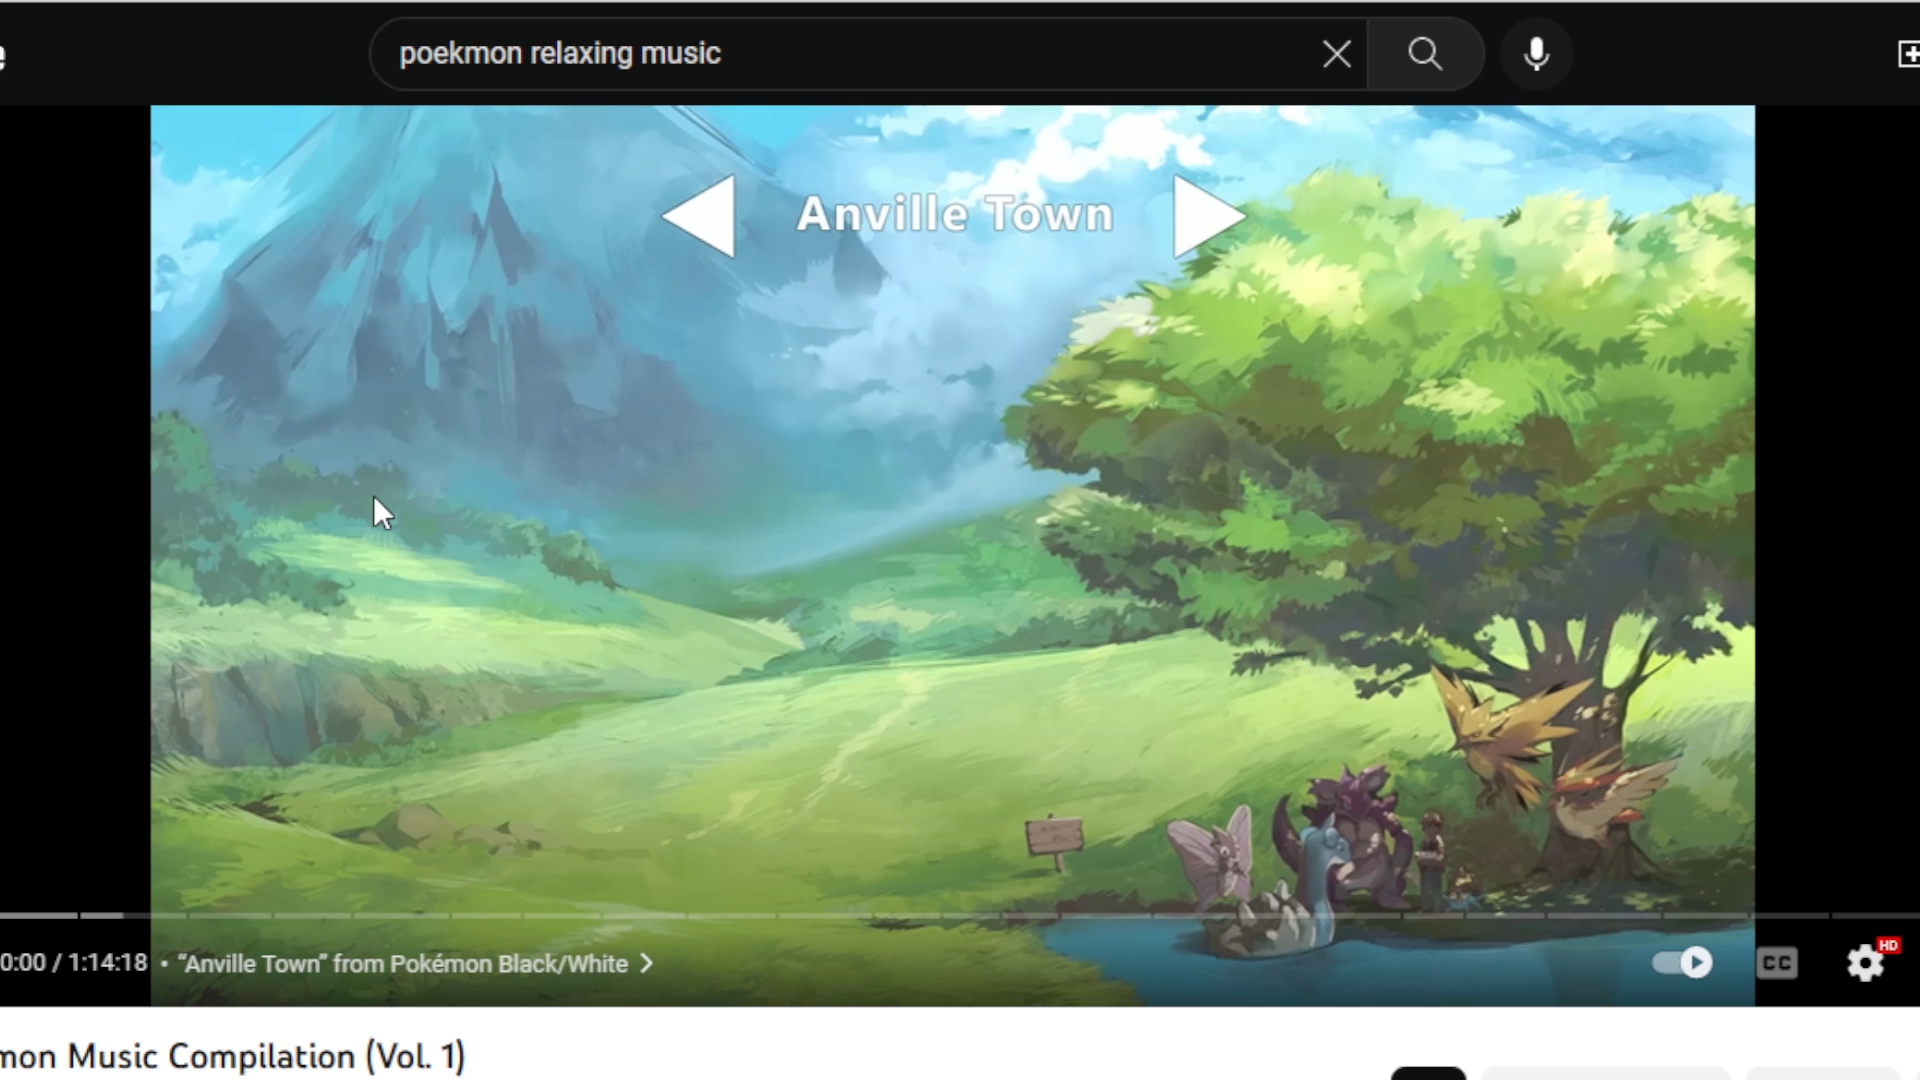 poekmon relaxing music
Anville Town
0:00 / 1:14:18 • “Anville Town” from Pokémon Black/White
CC
HD
mon Music Compilation (Vol. 1)